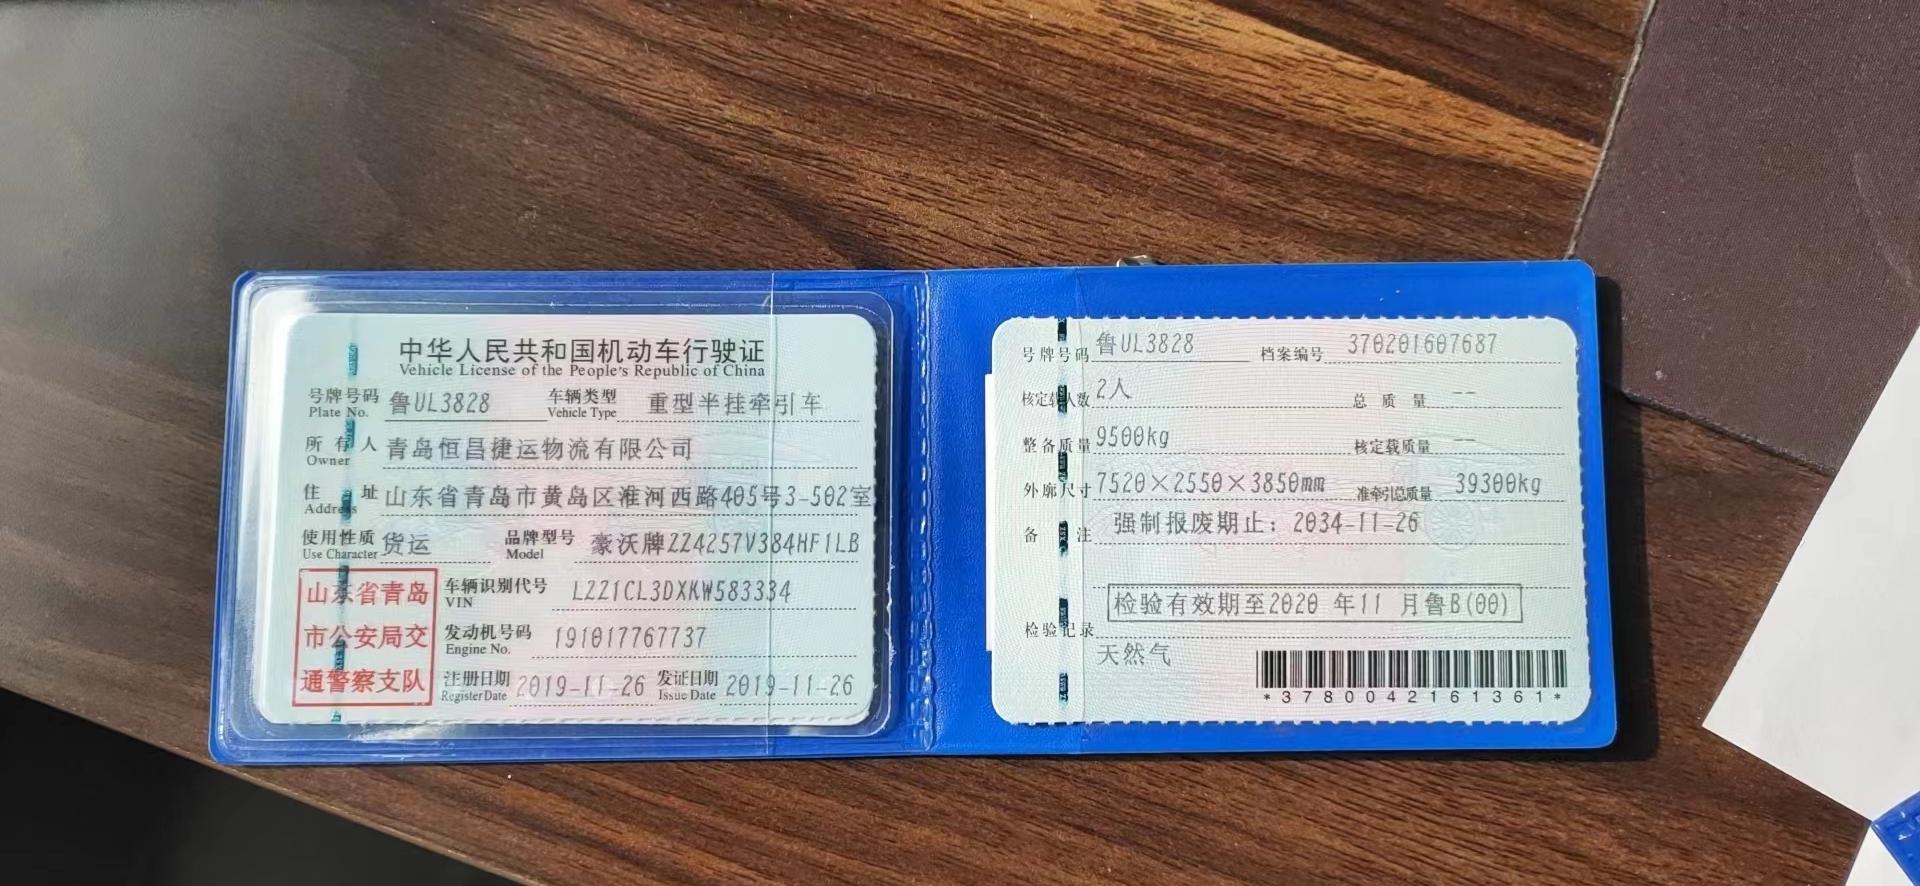 中华人民共和国机动车行驶证
Vehicle License of the People's Republic of China
号牌号码 鲁UL3828 车辆类型 重型半挂牵引车
Plate No. Vehicle Type
所有人 青岛恒昌捷运物流有限公司
Owner
住址 山东省青岛市黄岛区淮河西路405号3-502室
Address
使用性质 货运 品牌型号 豪沃牌ZZ4257V384HF1LB
Use Character Model
山东省青岛
市公安局交
通警察支队
车辆识别代号 LZZ1CL3DXKW583334
VIN
发动机号码 191017767737
Engine No.
注册日期 2019-11-26 发证日期 2019-11-26
Register Date Issue Date
号牌号码 鲁UL3828 档案编号 370201607687
核定载人数 2人 总质量 --
整备质量 9500kg 核定载质量 --
外廓尺寸 7520×2550×3850mm 准牵引总质量 39300kg
备注 强制报废期止：2034-11-26
检验有效期至2020 年11 月鲁B(00)
检验记录
天然气
*3780042161361*